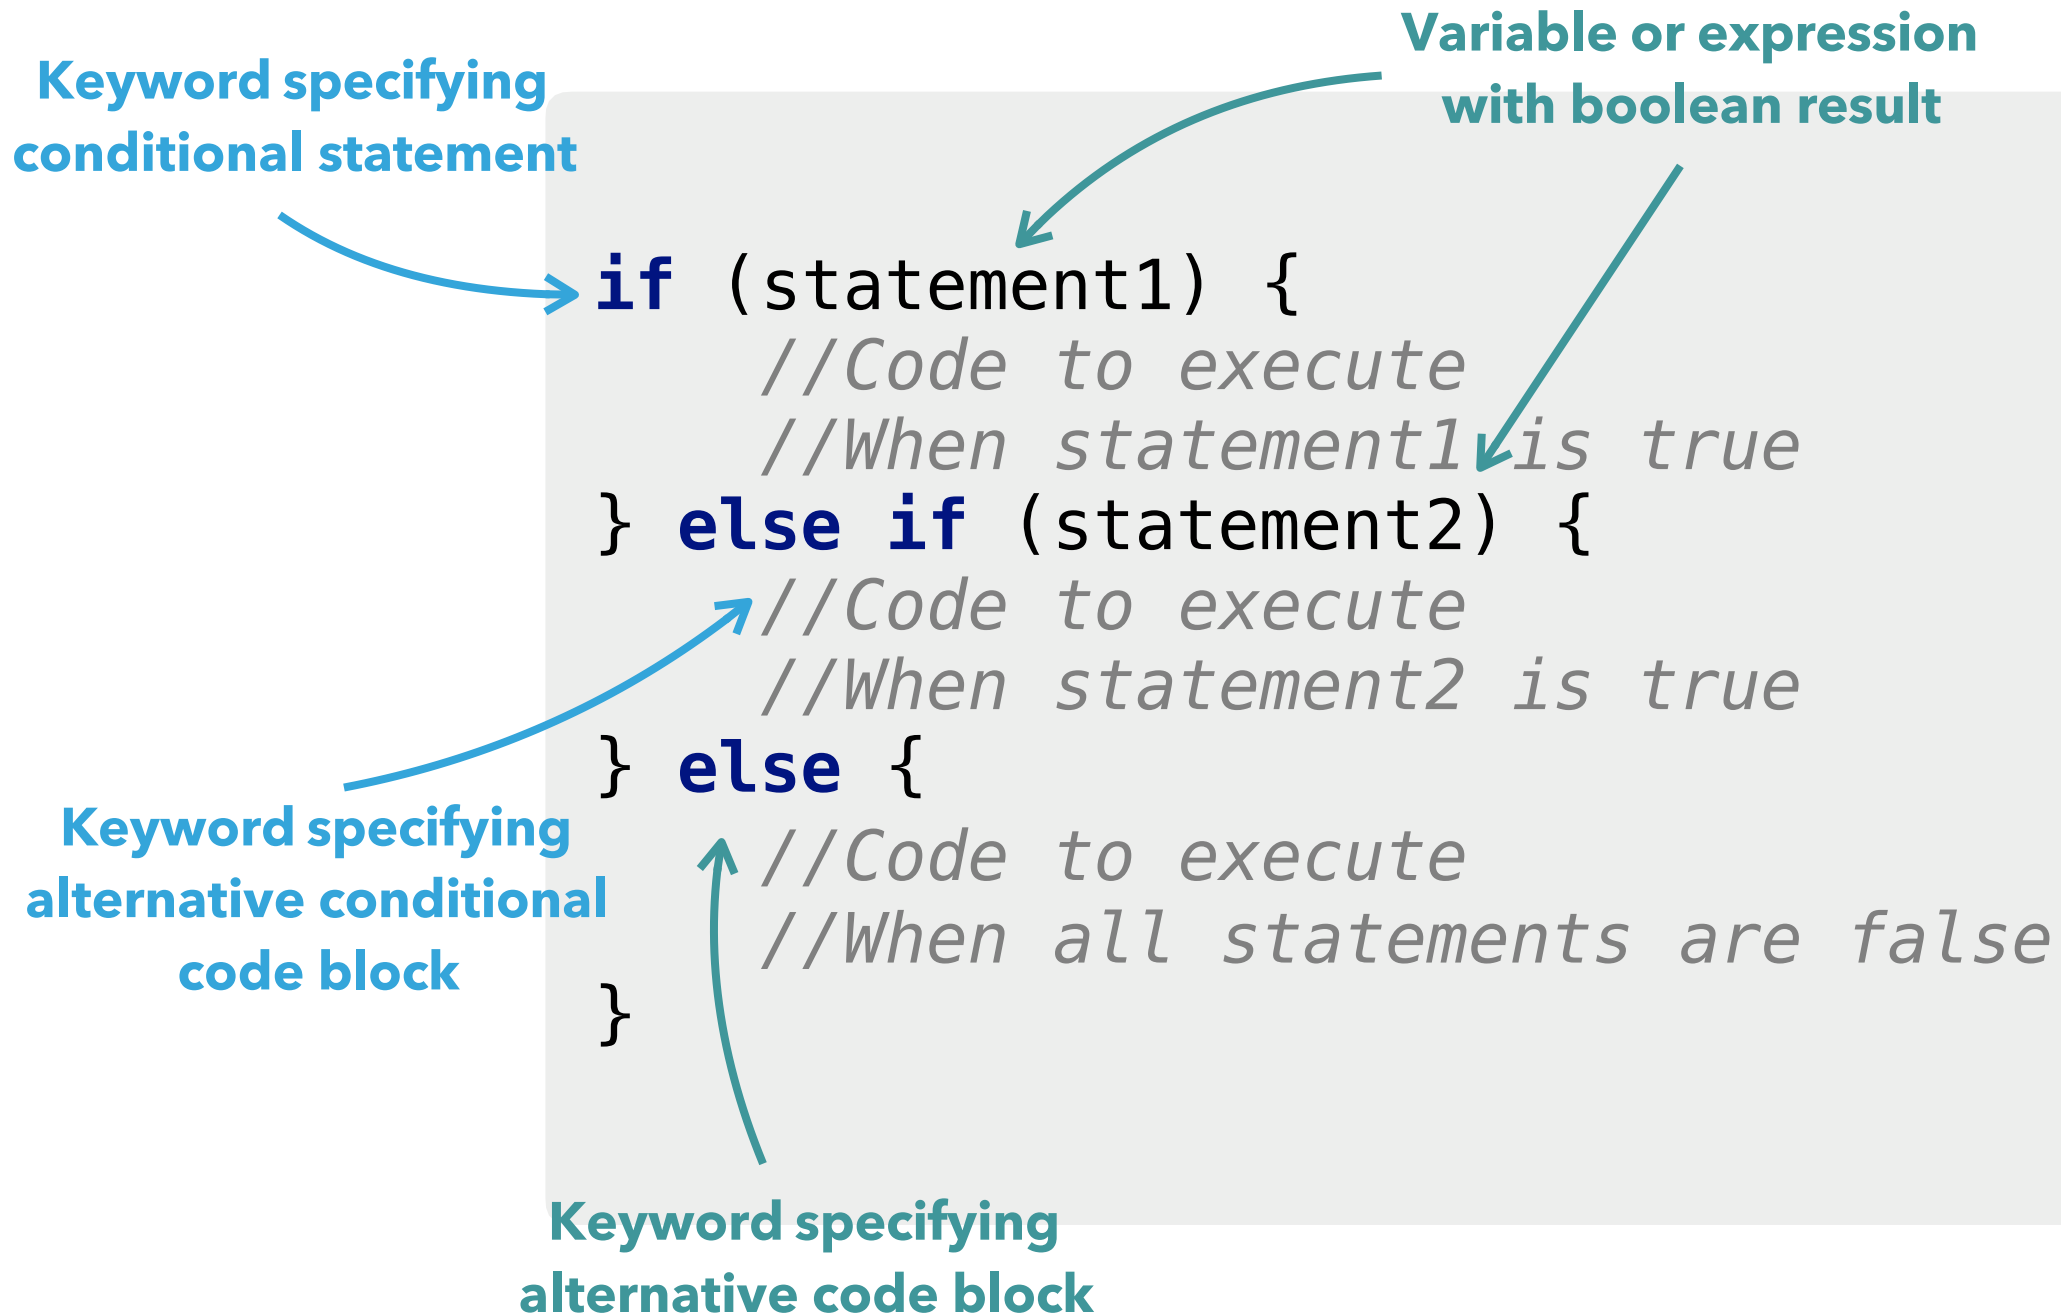 Variable or expression
with boolean result
Keyword specifying
conditional statement
if (statement1) {
//Code to execute
//When statement1 is true
} else if (statement2) {
//Code to execute
//When statement2 is true
} else {
//Code to execute
//When all statements are false
}
Keyword specifying
alternative conditional
code block
Keyword specifying
alternative code block